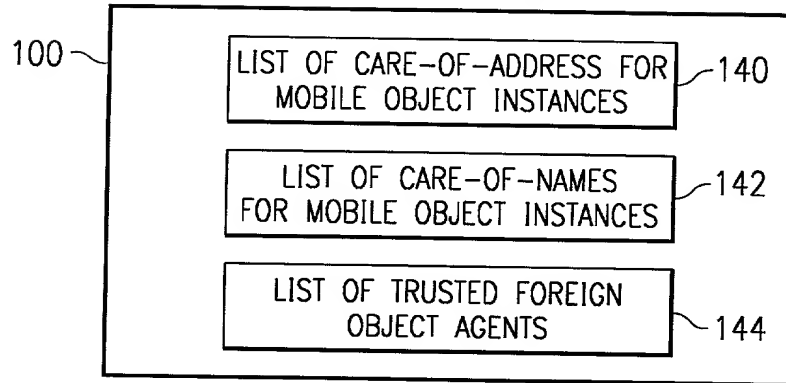 100
LIST OF CARE-OF-ADDRESS FOR
MOBILE OBJECT INSTANCES
140
LIST OF CARE-OF-NAMES
FOR MOBILE OBJECT INSTANCES
142
LIST OF TRUSTED FOREIGN
OBJECT AGENTS
144